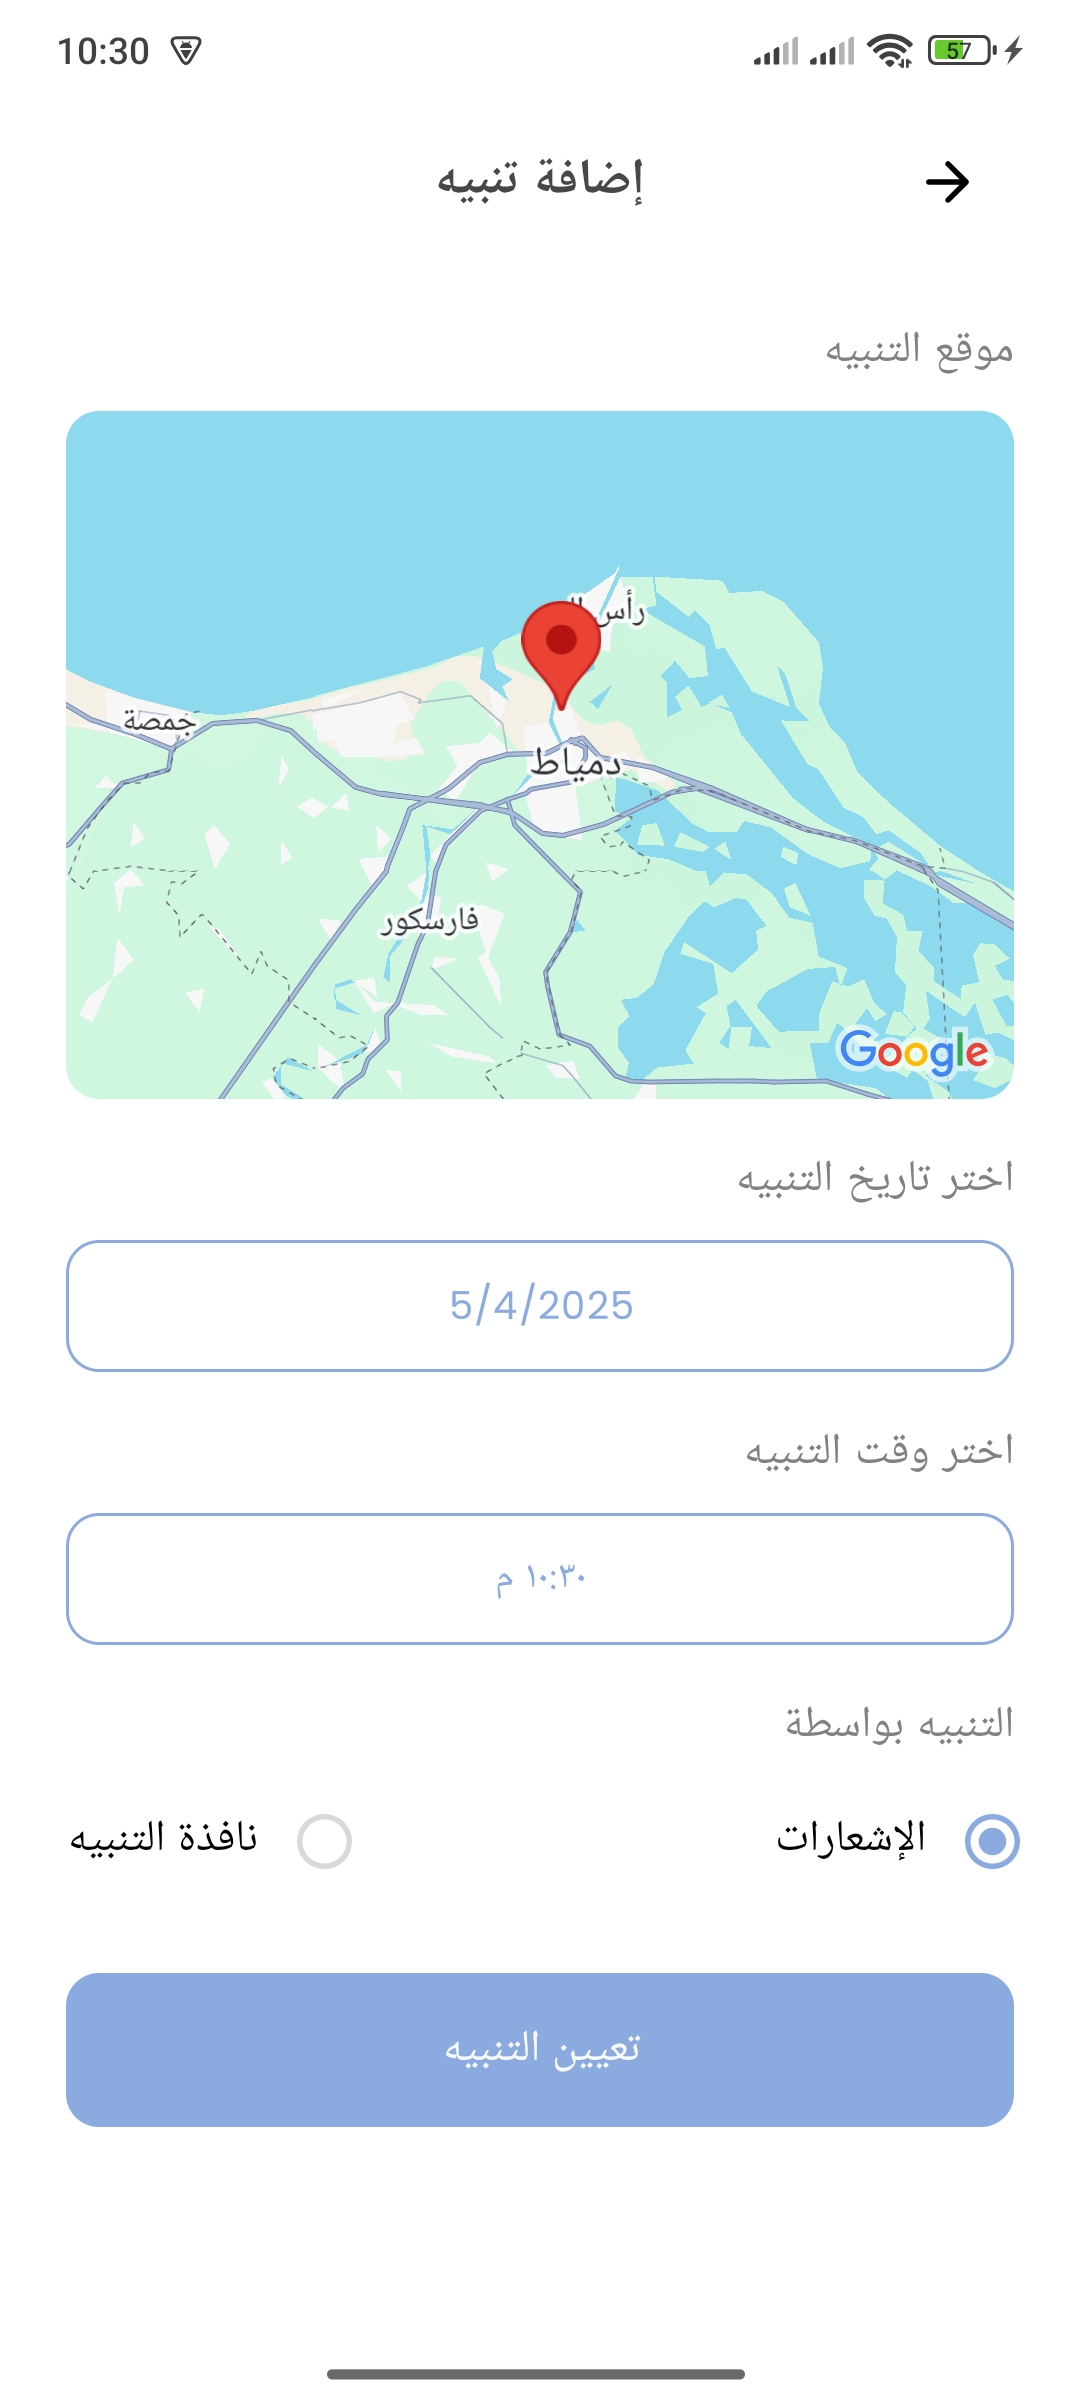 10:30
57
إضافة تنبيه
موقع التنبيه
رأس
جمصة
دمياط
فارسكور
Google
اختر تاريخ التنبيه
5/4/2025
اختر وقت التنبيه
١٠:٣٠ م
التنبيه بواسطة
الإشعارات
نافذة التنبيه
تعيين التنبيه